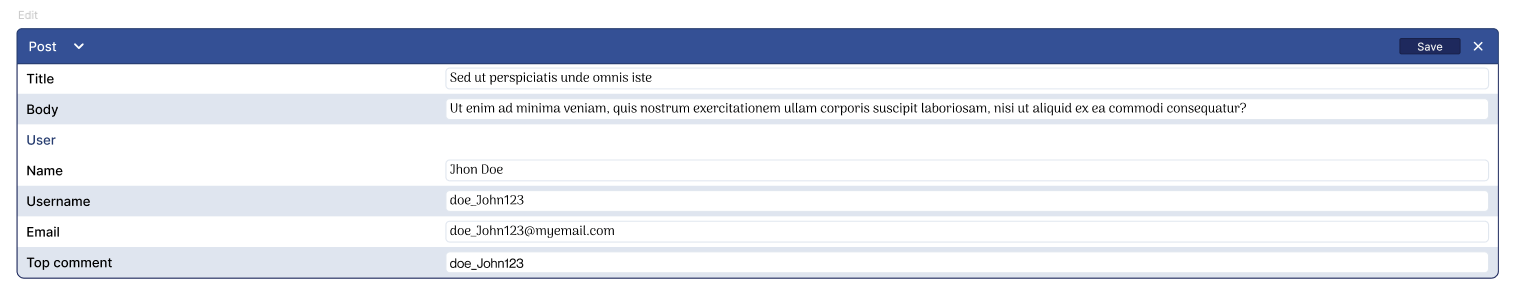 Edit
Post
Save
Title
Sed ut perspiciatis unde omnis iste
Body
Ut enim ad minima veniam, quis nostrum exercitationem ullam corporis suscipit laboriosam, nisi ut aliquid ex ea commodi consequatur?
User
Name
Jhon Doe
Username
doe_John123
Email
doe_John123@myemail.com
Top comment
doe_John123